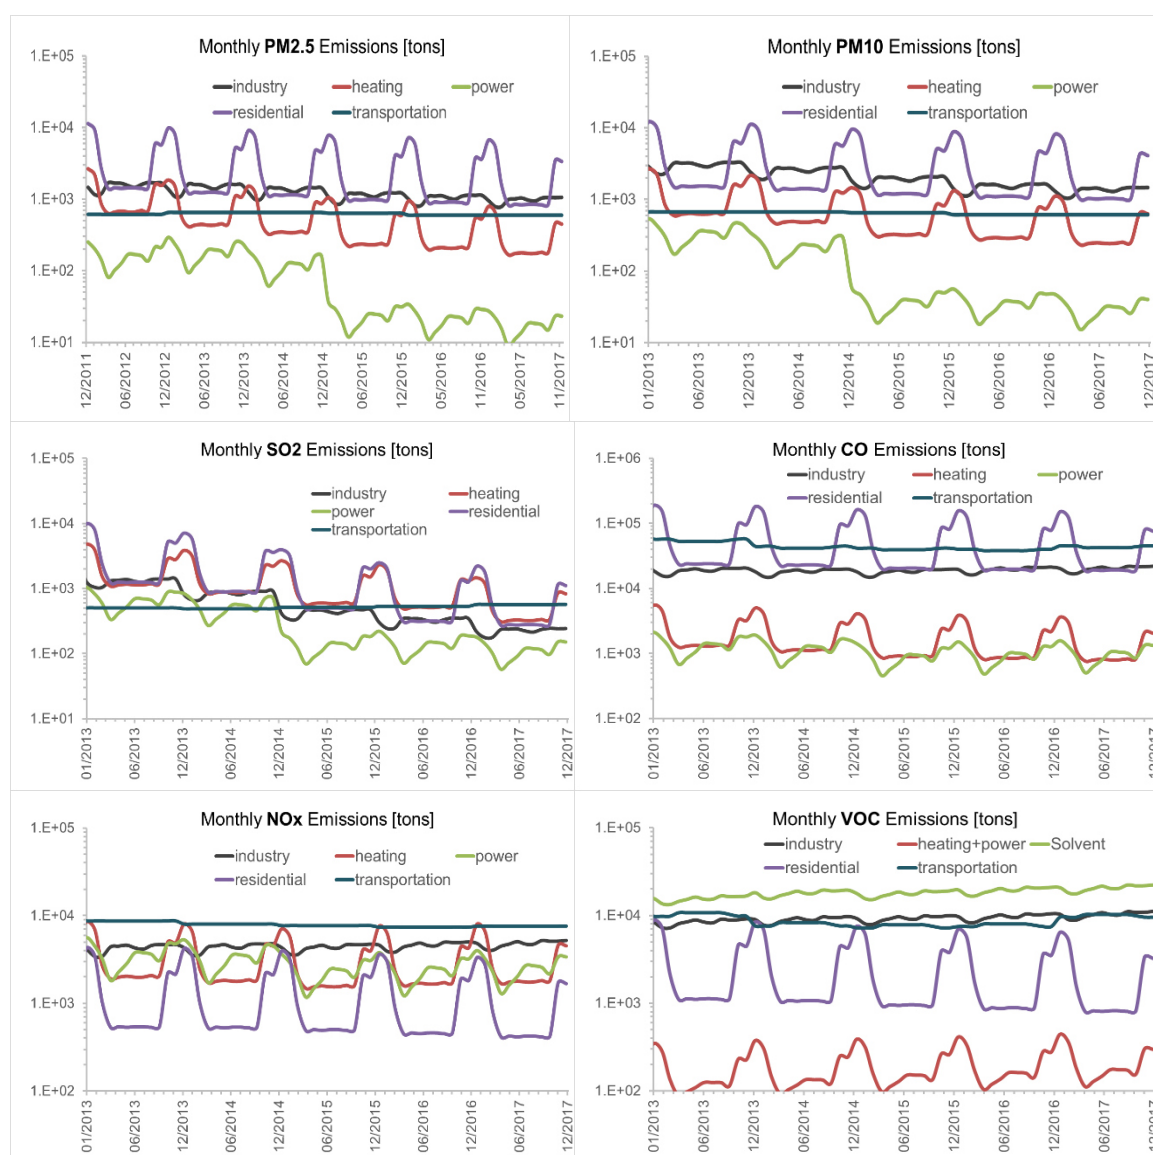 Monthly PM2.5 Emissions [tons]
1.E+05
industry heating power
residential transportation
1.E+04
1.E+03
1.E+02
1.E+01
12/2011 06/2012 12/2012 06/2013 12/2013 06/2014 12/2014 06/2015 12/2015 05/2016 11/2016 05/2017 11/2017
Monthly PM10 Emissions [tons]
1.E+05
industry heating power
residential transportation
1.E+04
1.E+03
1.E+02
1.E+01
01/2013 06/2013 12/2013 06/2014 12/2014 06/2015 12/2015 06/2016 12/2016 06/2017 12/2017
Monthly SO2 Emissions [tons]
1.E+05
industry heating
power residential
transportation
1.E+04
1.E+03
1.E+02
1.E+01
01/2013 06/2013 12/2013 06/2014 12/2014 06/2015 12/2015 06/2016 12/2016 06/2017 12/2017
Monthly CO Emissions [tons]
1.E+06
industry heating power
residential transportation
1.E+05
1.E+04
1.E+03
1.E+02
01/2013 06/2013 12/2013 06/2014 12/2014 06/2015 12/2015 06/2016 12/2016 06/2017 12/2017
Monthly NOx Emissions [tons]
1.E+05
industry heating power
residential transportation
1.E+04
1.E+03
1.E+02
01/2013 06/2013 12/2013 06/2014 12/2014 06/2015 12/2015 06/2016 12/2016 06/2017 12/2017
Monthly VOC Emissions [tons]
1.E+05
industry heating+power Solvent
residential transportation
1.E+04
1.E+03
1.E+02
01/2013 06/2013 12/2013 06/2014 12/2014 06/2015 12/2015 06/2016 12/2016 06/2017 12/2017